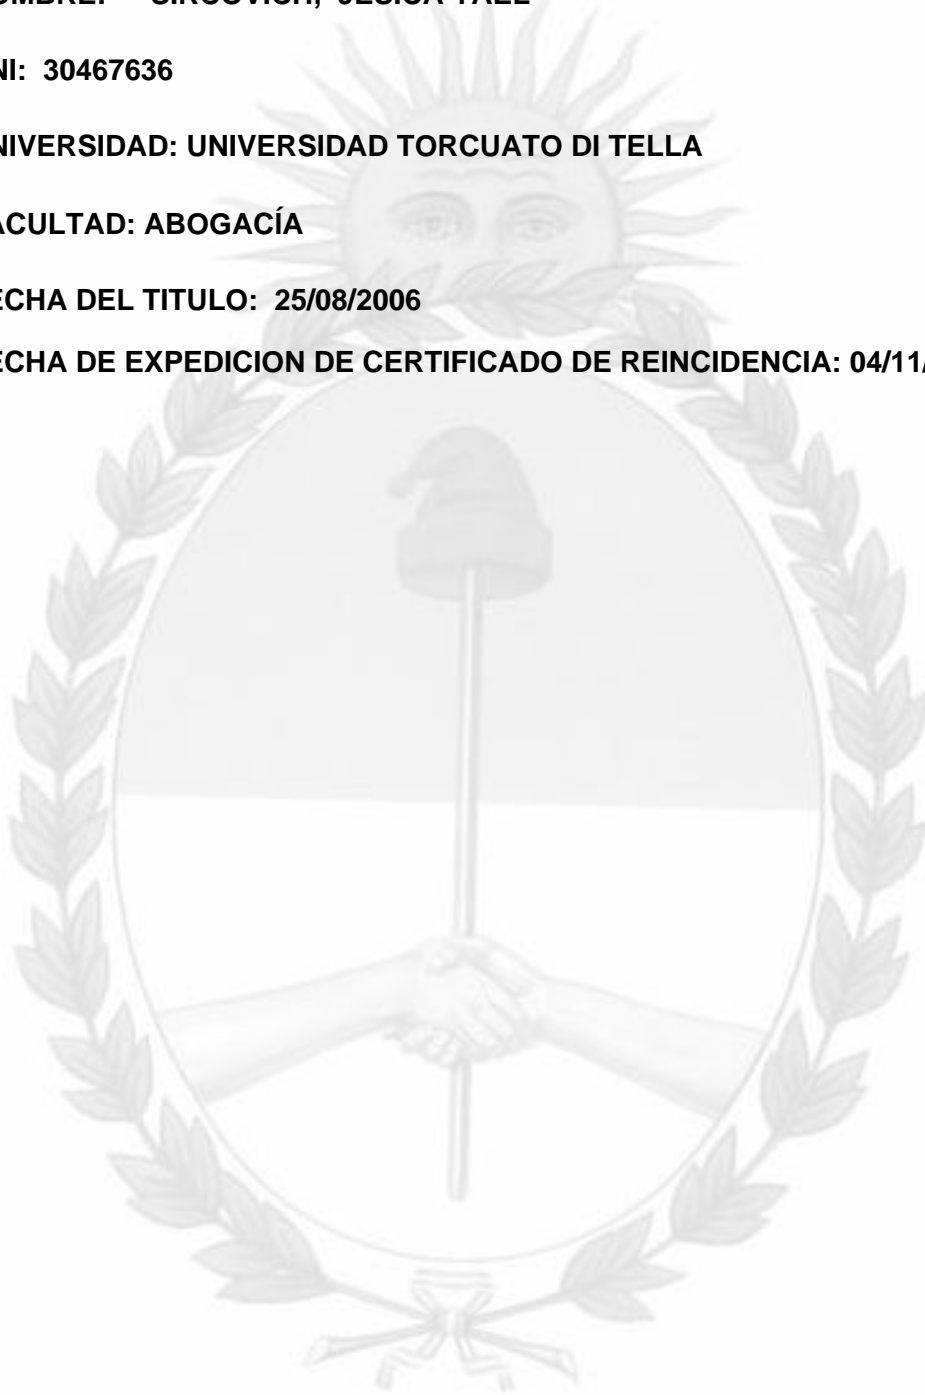 OMBRE: SIRCOVICH, JESICA YAEL
NI: 30467636
NIVERSIDAD: UNIVERSIDAD TORCUATO DI TELLA
ACULTAD: ABOGACÍA
ECHA DEL TITULO: 25/08/2006
ECHA DE EXPEDICION DE CERTIFICADO DE REINCIDENCIA: 04/11/